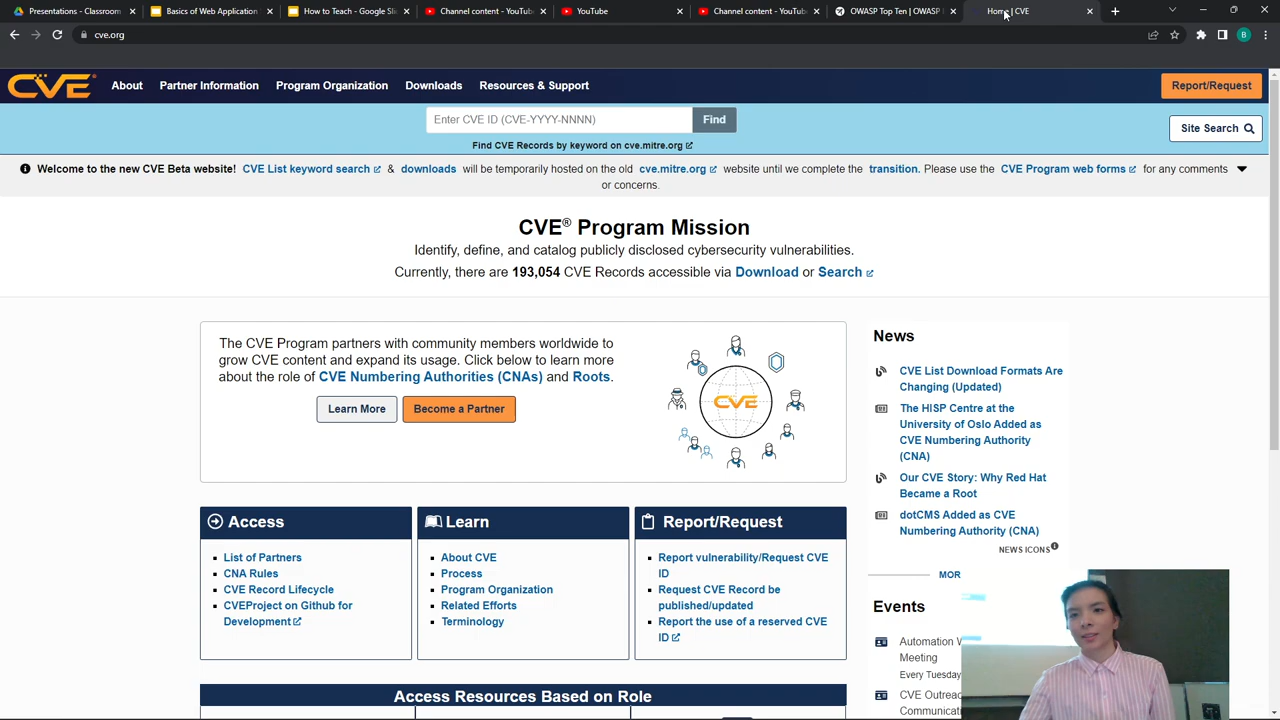 Presentations - Classroom
Basics of Web Application
How to Teach - Google Sli
Channel content - YouTube
YouTube
Channel content - YouTube
OWASP Top Ten | OWASP
Home | CVE
cve.org
B
CVE
About
Partner Information
Program Organization
Downloads
Resources & Support
Report/Request
Enter CVE ID (CVE-YYYY-NNNN)
Find
Find CVE Records by keyword on cve.mitre.org
Site Search
Welcome to the new CVE Beta website! CVE List keyword search & downloads will be temporarily hosted on the old cve.mitre.org website until we complete the transition. Please use the CVE Program web forms for any comments
or concerns.
CVE® Program Mission
Identify, define, and catalog publicly disclosed cybersecurity vulnerabilities.
Currently, there are 193,054 CVE Records accessible via Download or Search
The CVE Program partners with community members worldwide to
grow CVE content and expand its usage. Click below to learn more
about the role of CVE Numbering Authorities (CNAs) and Roots.
Learn More
Become a Partner
CVE
News
CVE List Download Formats Are
Changing (Updated)
The HISP Centre at the
University of Oslo Added as
CVE Numbering Authority
(CNA)
Our CVE Story: Why Red Hat
Became a Root
dotCMS Added as CVE
Numbering Authority (CNA)
NEWS ICONS
MOR
Access
List of Partners
CNA Rules
CVE Record Lifecycle
CVEProject on Github for
Development
Learn
About CVE
Process
Program Organization
Related Efforts
Terminology
Report/Request
Report vulnerability/Request CVE
ID
Request CVE Record be
published/updated
Report the use of a reserved CVE
ID
Events
Automation W
Meeting
Every Tuesday
CVE Outreac
Communicat
Access Resources Based on Role